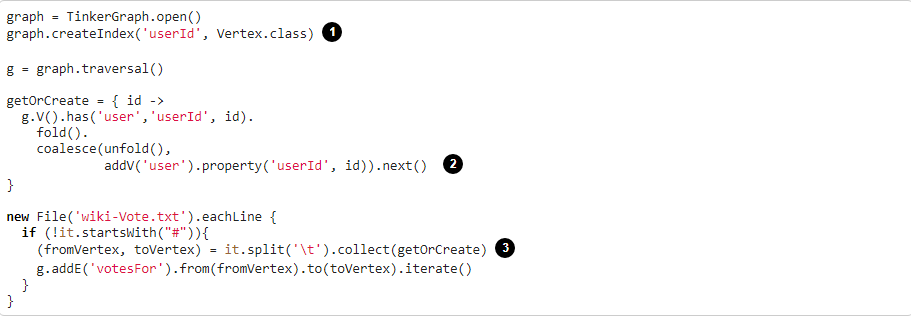 graph = TinkerGraph.open()
graph.createIndex('userId', Vertex.class) 1
g = graph.traversal()
getOrCreate = { id ->
  g.V().has('user','userId', id).
    fold().
    coalesce(unfold(),
             addV('user').property('userId', id)).next() 2
}
new File('wiki-Vote.txt').eachLine {
  if (!it.startsWith("#")){
    (fromVertex, toVertex) = it.split('\t').collect(getOrCreate) 3
    g.addE('votesFor').from(fromVertex).to(toVertex).iterate()
  }
}